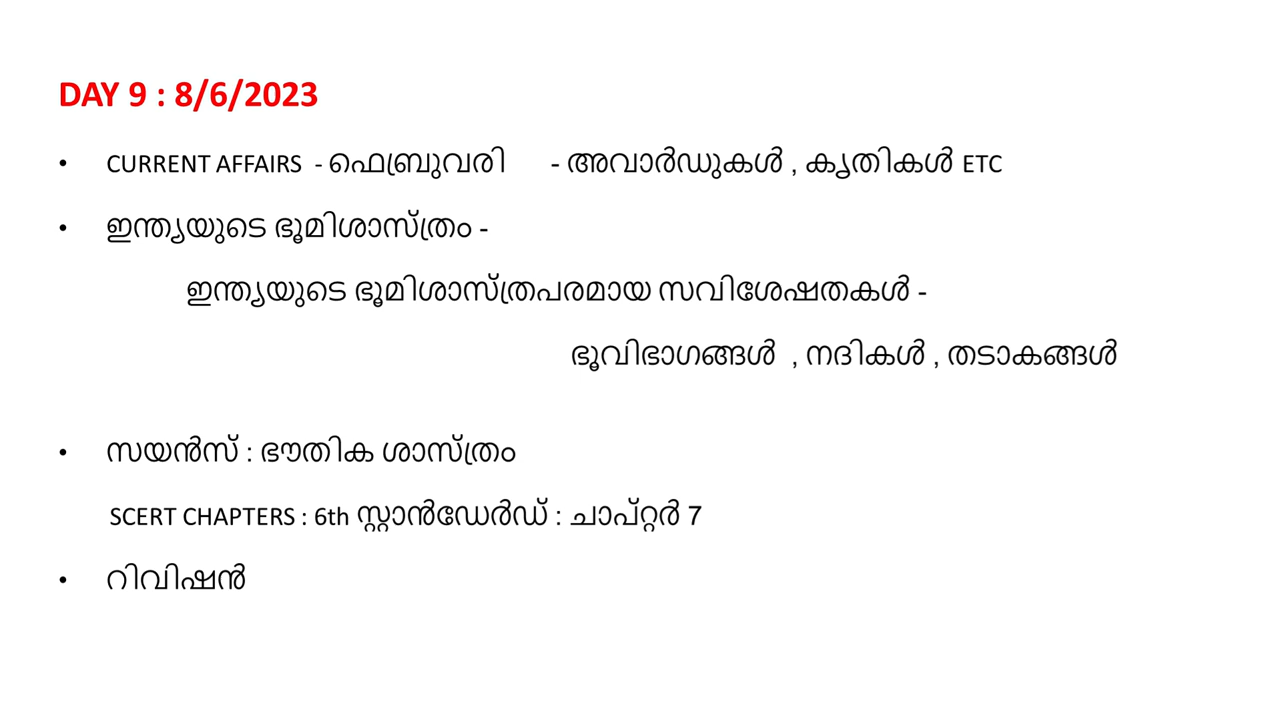 DAY 9 : 8/6/2023
• CURRENT AFFAIRS - ഫെബ്രുവരി - അവാർഡുകൾ , കൃതികൾ ETC
• ഇന്ത്യയുടെ ഭൂമിശാസ്ത്രം -
ഇന്ത്യയുടെ ഭൂമിശാസ്ത്രപരമായ സവിശേഷതകൾ -
ഭൂവിഭാഗങ്ങൾ , നദികൾ , തടാകങ്ങൾ
• സയൻസ് : ഭൗതിക ശാസ്ത്രം
SCERT CHAPTERS : 6th സ്റ്റാൻഡേർഡ് : ചാപ്റ്റർ 7
• റിവിഷൻ